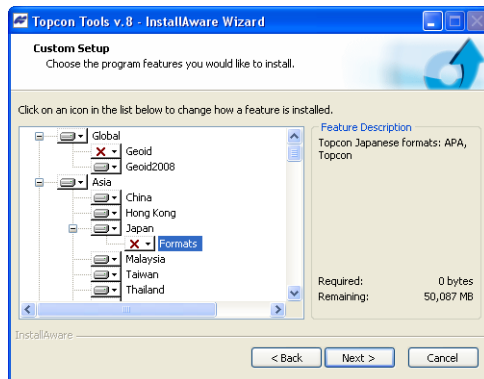 Topcon Tools v.8 - InstallAware Wizard
Custom Setup
Choose the program features you would like to install.
Click on an icon in the list below to change how a feature is installed.
Global
Geoid
Geoid2008
Asia
China
Hong Kong
Japan
Formats
Malaysia
Taiwan
Thailand
Feature Description
Topcon Japanese formats: APA,
Topcon
Required: 0 bytes
Remaining: 50,087 MB
InstallAware
< Back
Next >
Cancel